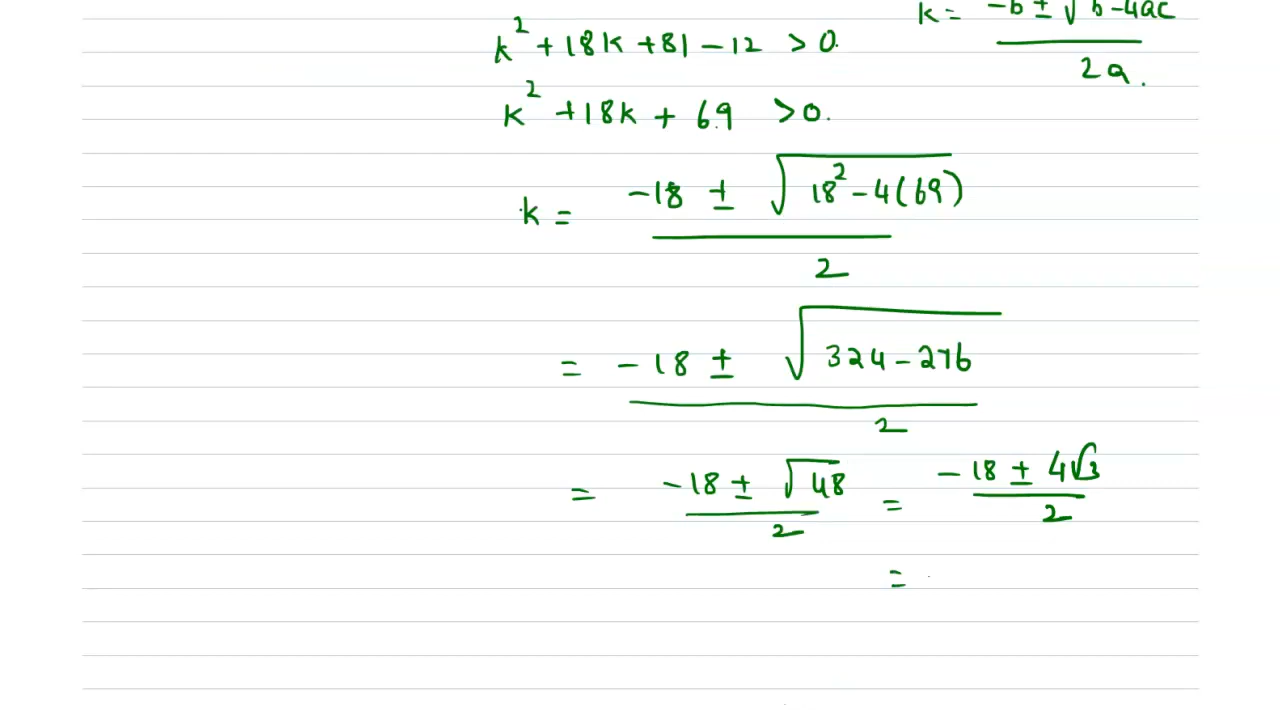 k² + 18k + 81 − 12 > 0.
k = −b ± √b − 4ac / 2a.
k² + 18k + 69 > 0.
k = −18 ± √18² − 4(69) / 2
= −18 ± √324 − 276 / 2
= −18 ± √48 / 2 = −18 ± 4√3 / 2
=